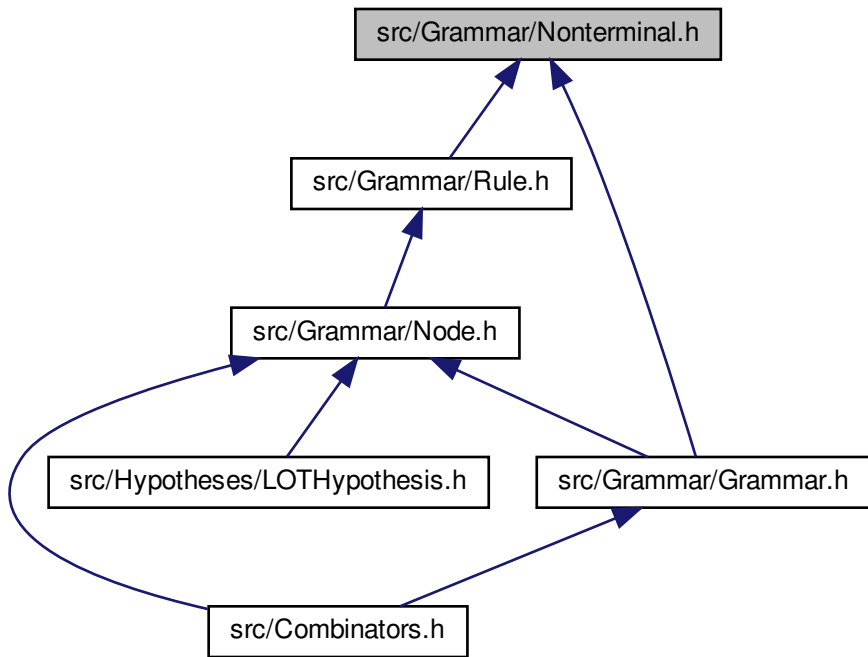 src/Grammar/Nonterminal.h
src/Grammar/Rule.h
src/Grammar/Node.h
src/Hypotheses/LOTHypothesis.h
src/Grammar/Grammar.h
src/Combinators.h